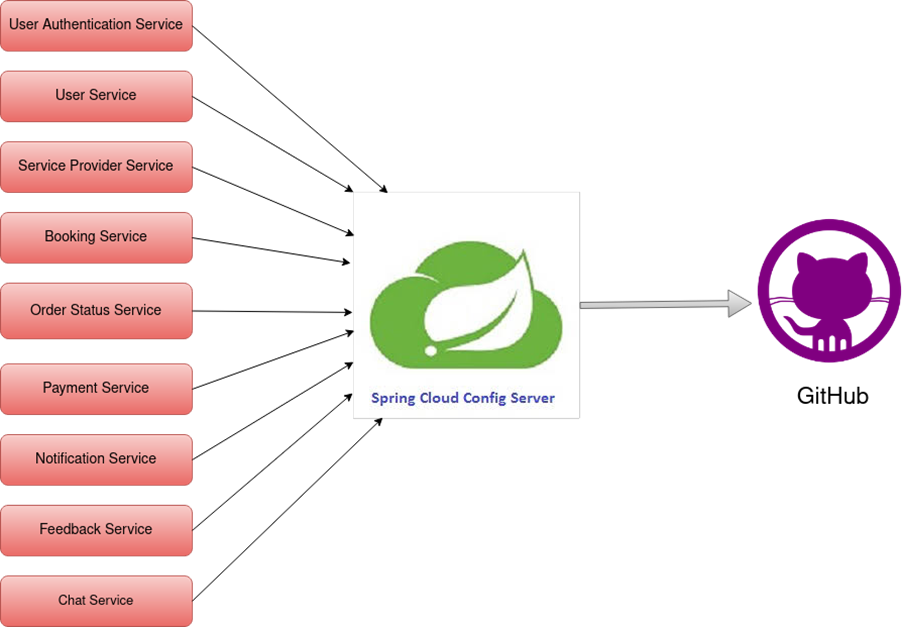 User Authentication Service
User Service
Service Provider Service
Booking Service
Order Status Service
Payment Service
Notification Service
Feedback Service
Chat Service
Spring Cloud Config Server
GitHub